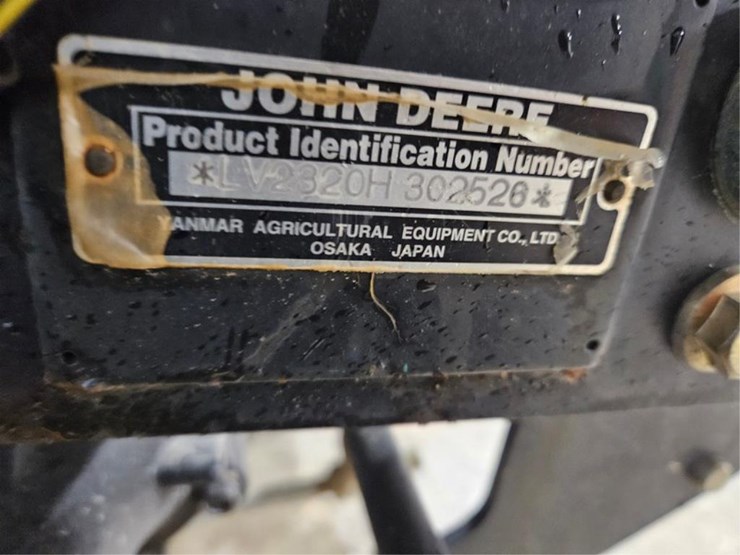 JOHN DEERE
Product Identification Number
*LV2320H 302526*
YANMAR AGRICULTURAL EQUIPMENT CO., LTD.
OSAKA JAPAN